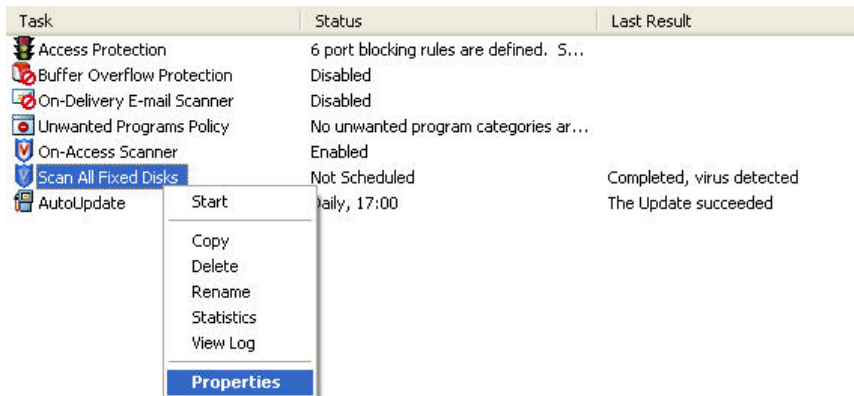 Task Status Last Result
Access Protection 6 port blocking rules are defined. S...
Buffer Overflow Protection Disabled
On-Delivery E-mail Scanner Disabled
Unwanted Programs Policy No unwanted program categories ar...
On-Access Scanner Enabled
Scan All Fixed Disks Not Scheduled Completed, virus detected
AutoUpdate Daily, 17:00 The Update succeeded
Start
Copy
Delete
Rename
Statistics
View Log
Properties